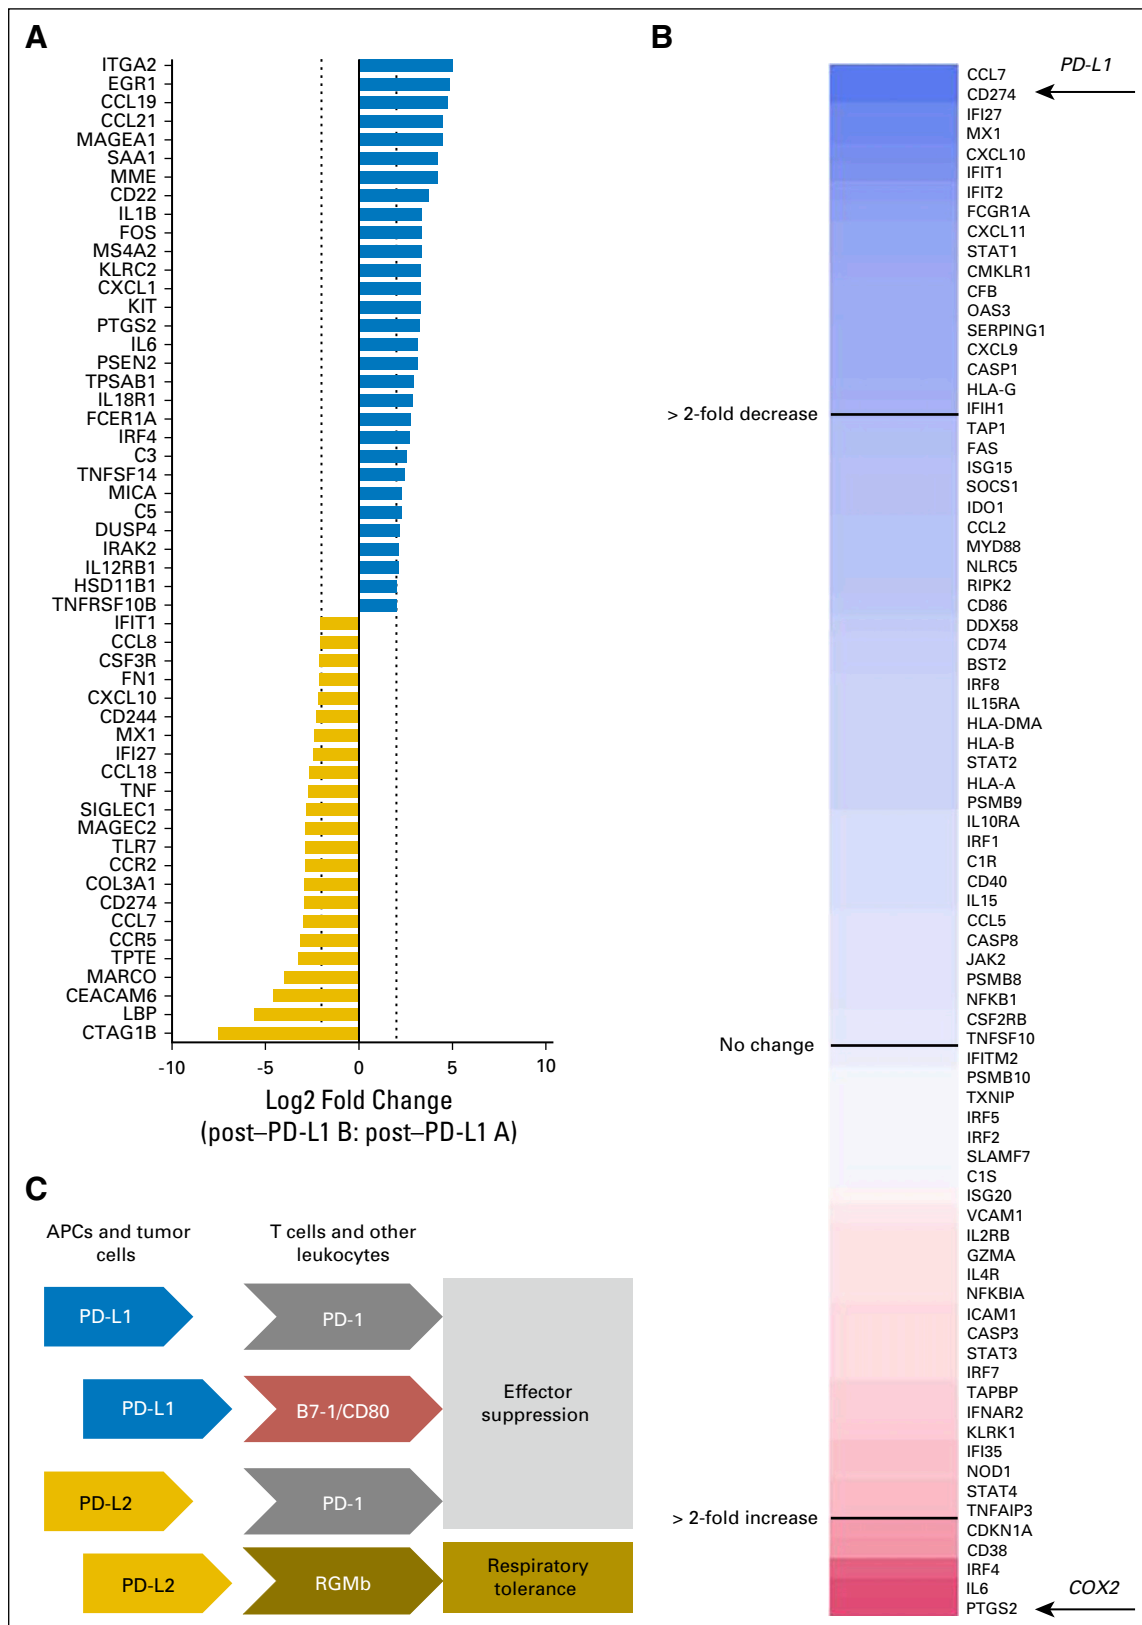 A
ITGA2
EGR1
CCL19
CCL21
MAGEA1
SAA1
MME
CD22
IL1B
FOS
MS4A2
KLRC2
CXCL1
KIT
PTGS2
IL6
PSEN2
TPSAB1
IL18R1
FCER1A
IRF4
C3
TNFSF14
MICA
C5
DUSP4
IRAK2
IL12RB1
HSD11B1
TNFRSF10B
IFIT1
CCL8
CSF3R
FN1
CXCL10
CD244
MX1
IFI27
CCL18
TNF
SIGLEC1
MAGEC2
TLR7
CCR2
COL3A1
CD274
CCL7
CCR5
TPTE
MARCO
CEACAM6
LBP
CTAG1B
-10 -5 0 5 10
Log2 Fold Change
(post–PD-L1 B: post–PD-L1 A)
B
CCL7
CD274
IFI27
MX1
CXCL10
IFIT1
IFIT2
FCGR1A
CXCL11
STAT1
CMKLR1
CFB
OAS3
SERPING1
CXCL9
CASP1
HLA-G
IFIH1
TAP1
FAS
ISG15
SOCS1
IDO1
CCL2
MYD88
NLRC5
RIPK2
CD86
DDX58
CD74
BST2
IRF8
IL15RA
HLA-DMA
HLA-B
STAT2
HLA-A
PSMB9
IL10RA
IRF1
C1R
CD40
IL15
CCL5
CASP8
JAK2
PSMB8
NFKB1
CSF2RB
TNFSF10
IFITM2
PSMB10
TXNIP
IRF5
IRF2
SLAMF7
C1S
ISG20
VCAM1
IL2RB
GZMA
IL4R
NFKBIA
ICAM1
CASP3
STAT3
IRF7
TAPBP
IFNAR2
KLRK1
IFI35
NOD1
STAT4
TNFAIP3
CDKN1A
CD38
IRF4
IL6
PTGS2
PD-L1
> 2-fold decrease
No change
> 2-fold increase
COX2
C
APCs and tumor
cells
T cells and other
leukocytes
PD-L1
PD-1
PD-L1
B7-1/CD80
Effector
suppression
PD-L2
PD-1
PD-L2
RGMb
Respiratory
tolerance